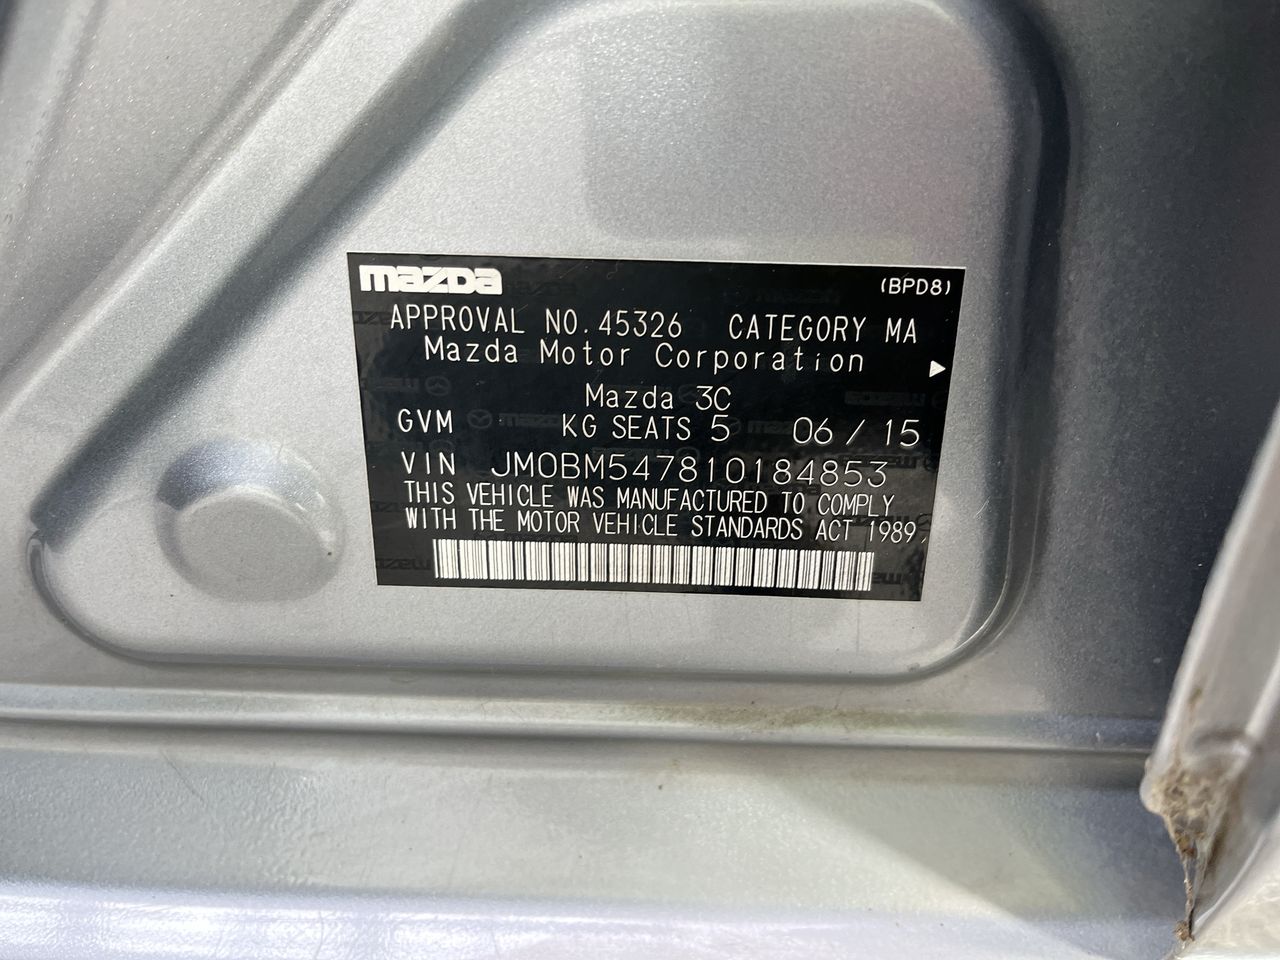 mazda (BPD8)
APPROVAL NO. 45326 CATEGORY MA
Mazda Motor Corporation
Mazda 3C
GVM KG SEATS 5 06 / 15
VIN JM0BM547810184853
THIS VEHICLE WAS MANUFACTURED TO COMPLY
WITH THE MOTOR VEHICLE STANDARDS ACT 1989.